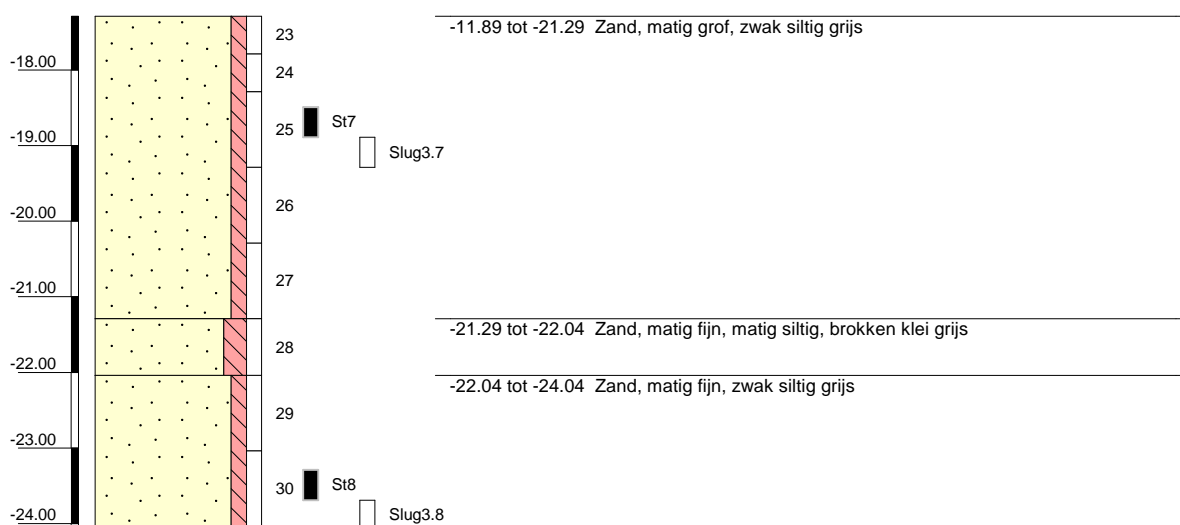 -11.89 tot -21.29 Zand, matig grof, zwak siltig grijs
23
-18.00
24
St7
25
-19.00
Slug3.7
26
-20.00
27
-21.00
-21.29 tot -22.04 Zand, matig fijn, matig siltig, brokken klei grijs
28
-22.00
-22.04 tot -24.04 Zand, matig fijn, zwak siltig grijs
29
-23.00
30
St8
-24.00
Slug3.8